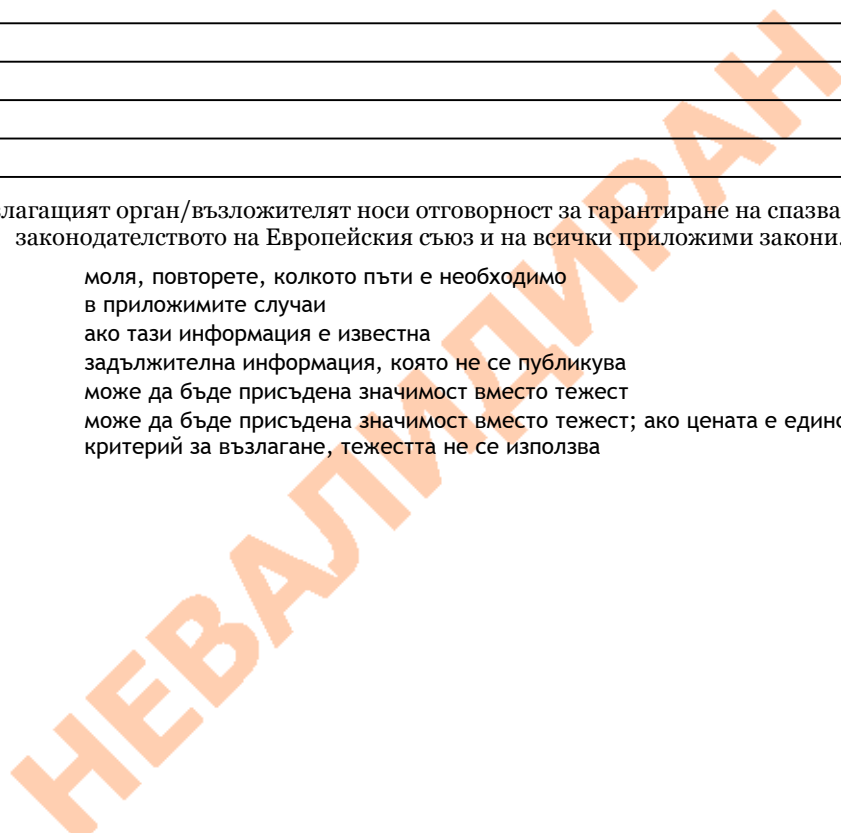 лагащият орган/възложителят носи отговорност за гарантиране на спазва
законодателството на Европейския съюз и на всички приложими закони.
моля, повторете, колкото пъти е необходимо
в приложимите случаи
ако тази информация е известна
задължителна информация, която не се публикува
може да бъде присъдена значимост вместо тежест
може да бъде присъдена значимост вместо тежест; ако цената е един
критерий за възлагане, тежестта не се използва
НЕВАЛИДИРАН